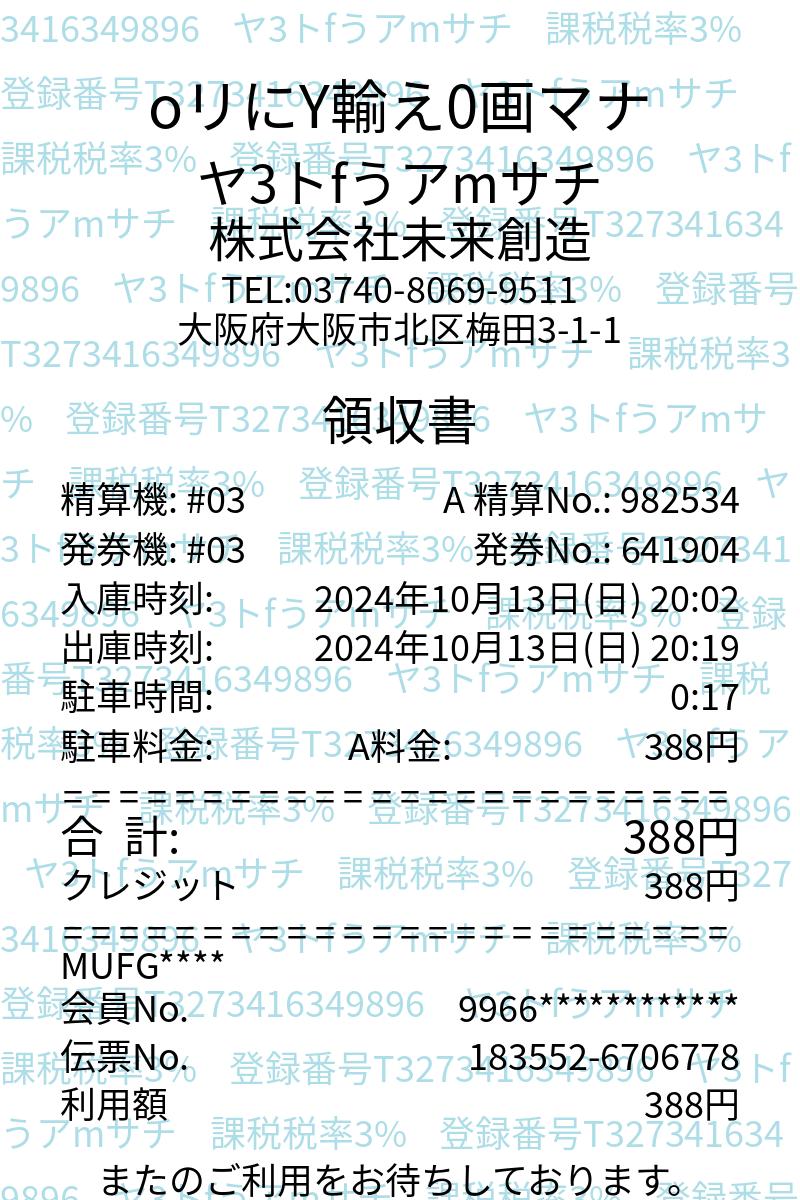 oリにY輸え0画マナ
ヤ3トfうアmサチ
株式会社未来創造
TEL:03740-8069-9511
大阪府大阪市北区梅田3-1-1
領収書
精算機: #03 A 精算No.: 982534
発券機: #03 発券No.: 641904
入庫時刻: 2024年10月13日(日) 20:02
出庫時刻: 2024年10月13日(日) 20:19
駐車時間: 0:17
駐車料金: A料金: 388円
========================
合 計: 388円
クレジット 388円
========================
MUFG****
会員No. 9966************
伝票No. 183552-6706778
利用額 388円
またのご利用をお待ちしております。
3416349896 ヤ3トfうアmサチ 課税税率3%
登録番号T3273416349896 ヤ3トfうアmサチ
課税税率3% 登録番号T3273416349896 ヤ3トf
うアmサチ 課税税率3% 登録番号T327341634
9896 ヤ3トfうアmサチ 課税税率3% 登録番号
T3273416349896 ヤ3トfうアmサチ 課税税率3
% 登録番号T3273416349896 ヤ3トfうアmサ
チ 課税税率3% 登録番号T3273416349896 ヤ
3トfうアmサチ 課税税率3% 登録番号T327341
6349896 ヤ3トfうアmサチ 課税税率3% 登録
番号T3273416349896 ヤ3トfうアmサチ 課税
税率3% 登録番号T3273416349896 ヤ3トfうア
mサチ 課税税率3% 登録番号T3273416349896
ヤ3トfうアmサチ 課税税率3% 登録番号T327
3416349896 ヤ3トfうアmサチ 課税税率3%
登録番号T3273416349896 ヤ3トfうアmサチ
課税税率3% 登録番号T3273416349896 ヤ3トf
うアmサチ 課税税率3% 登録番号T327341634
9896 ヤ3トfうアmサチ 課税税率3% 登録番号